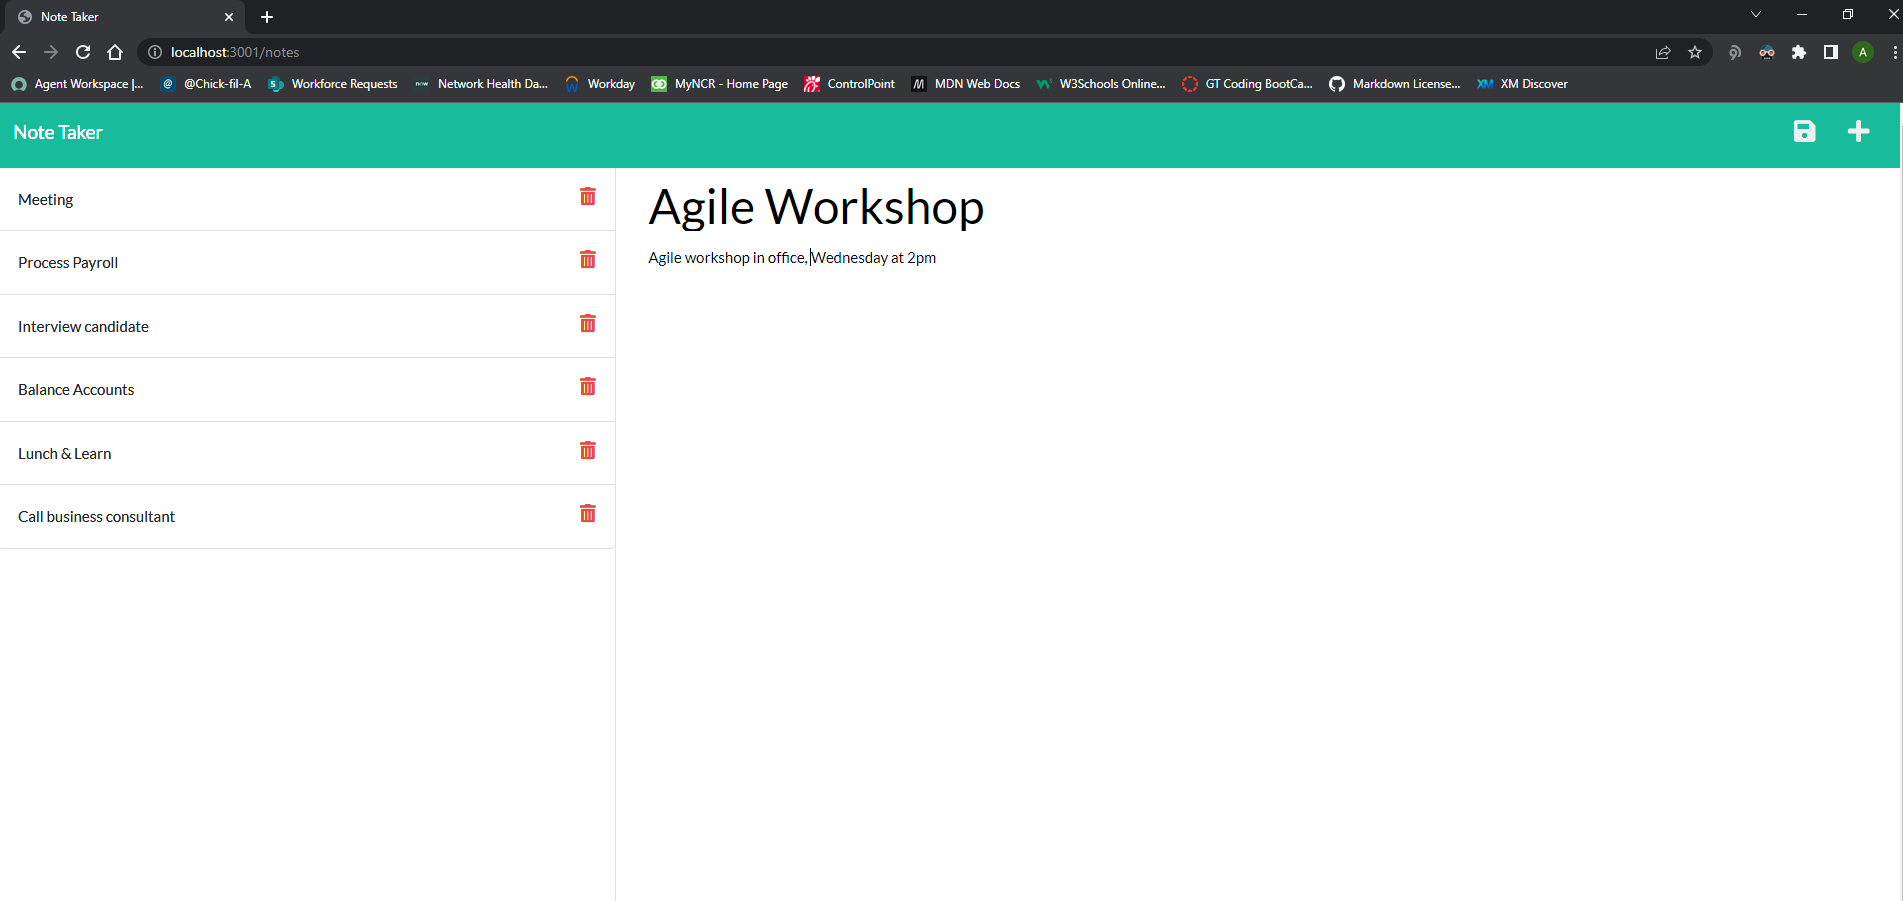 Note Taker
localhost:3001/notes
A
Agent Workspace |... @Chick-fil-A Workforce Requests now Network Health Da... Workday MyNCR - Home Page ControlPoint MDN Web Docs W3Schools Online... GT Coding BootCa... Markdown License... XM XM Discover
Note Taker
Meeting
Process Payroll
Interview candidate
Balance Accounts
Lunch & Learn
Call business consultant
Agile Workshop
Agile workshop in office, Wednesday at 2pm